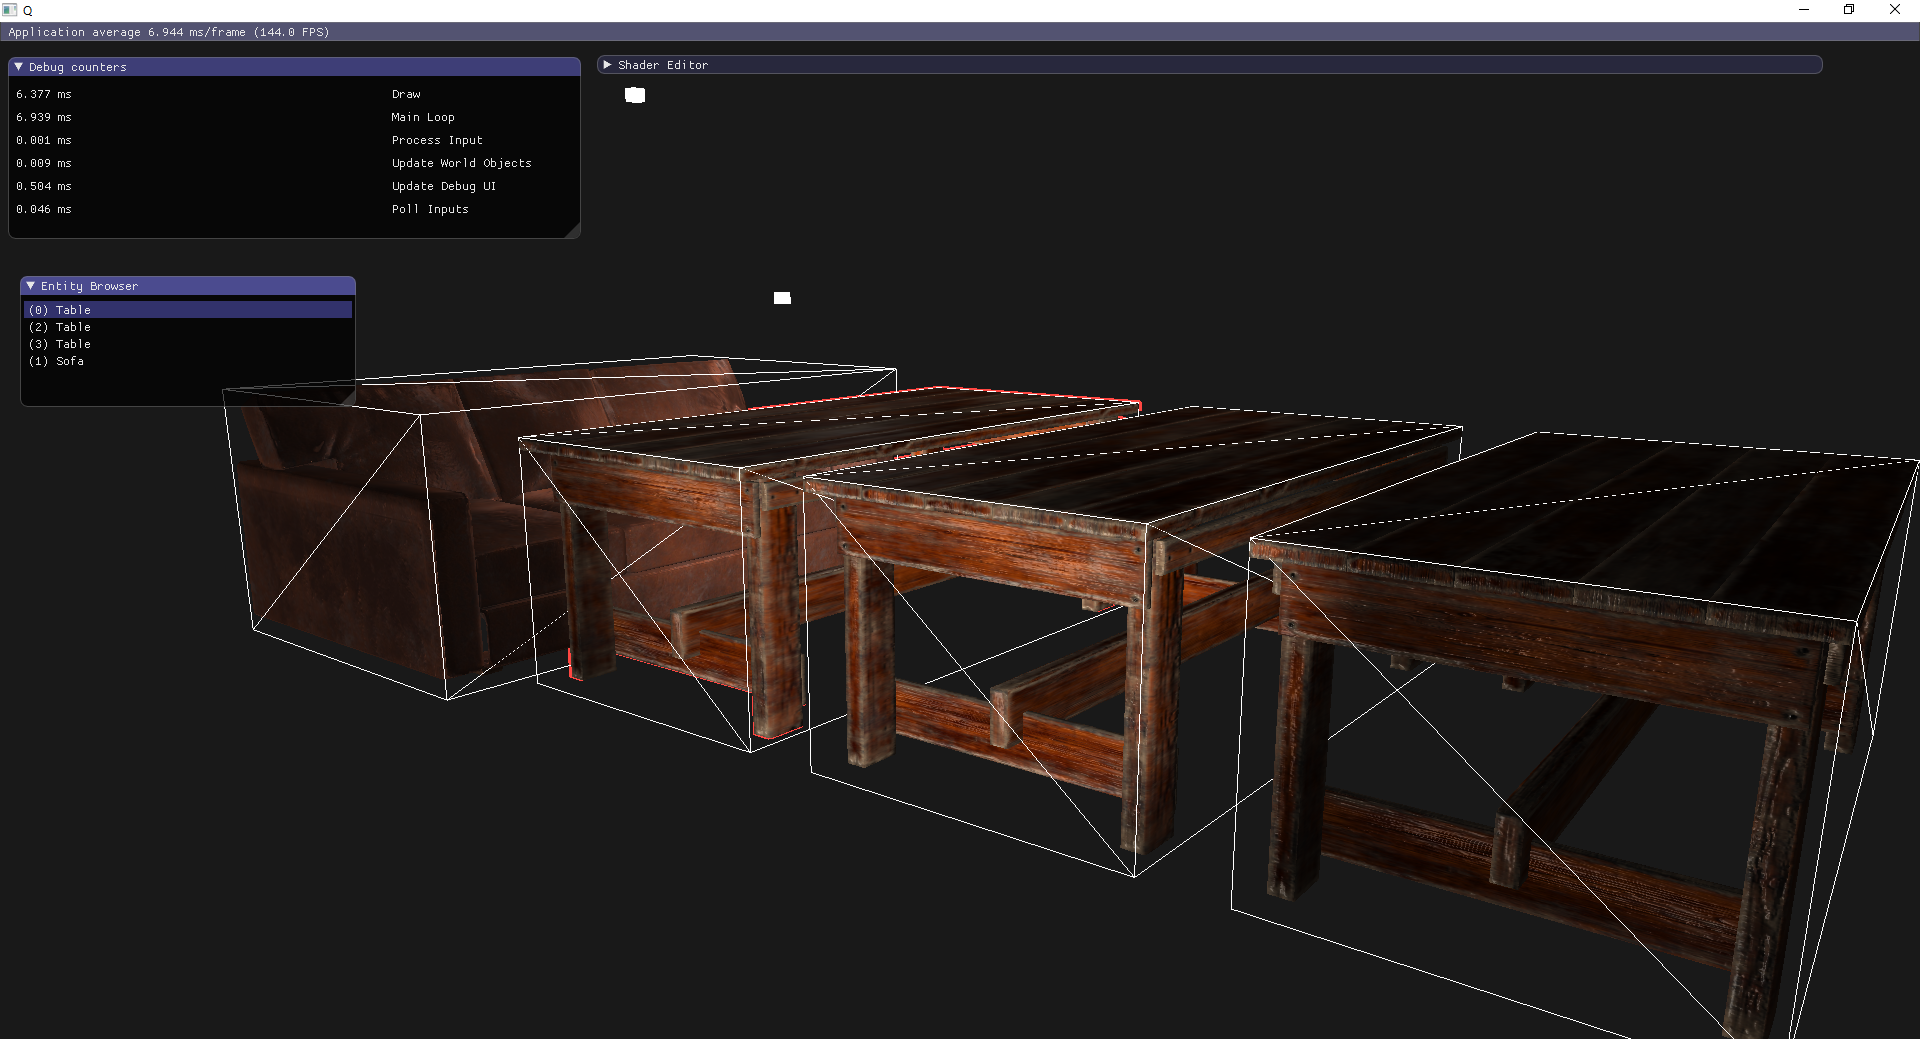 Q
Application average 6.944 ms/frame (144.0 FPS)
Debug counters
6.377 ms Draw
6.939 ms Main Loop
0.001 ms Process Input
0.009 ms Update World Objects
0.504 ms Update Debug UI
0.046 ms Poll Inputs
Shader Editor
Entity Browser
(0) Table
(2) Table
(3) Table
(1) Sofa